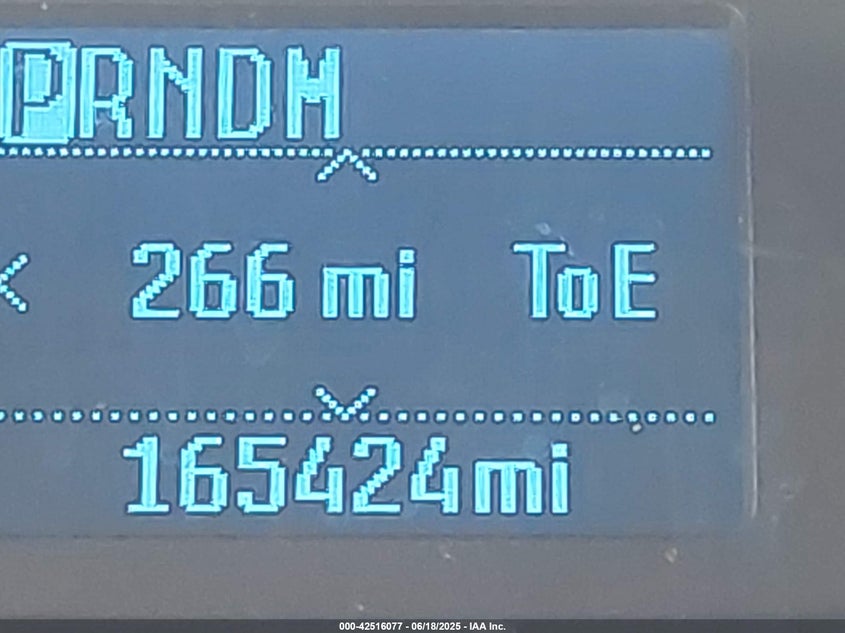 PRNDM
< 266 mi ToE
165424mi
000-42516077 - 06/18/2025 - IAA Inc.